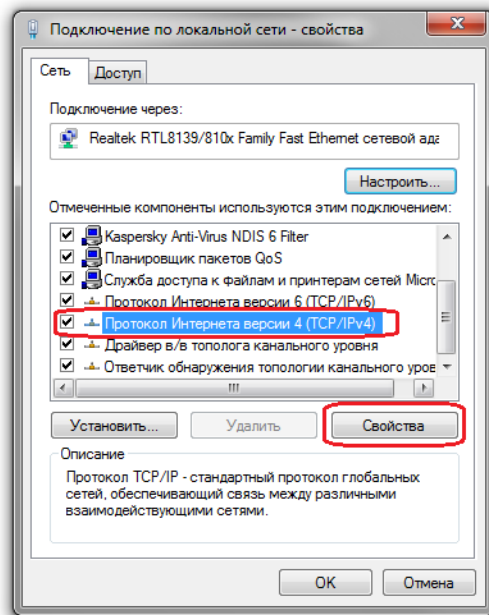 Подключение по локальной сети - свойства
Сеть
Доступ
Подключение через:
Realtek RTL8139/810x Family Fast Ethernet сетевой ада
Настроить...
Отмеченные компоненты используются этим подключением:
Kaspersky Anti-Virus NDIS 6 Filter
Планировщик пакетов QoS
Служба доступа к файлам и принтерам сетей Micro
Протокол Интернета версии 6 (TCP/IPv6)
Протокол Интернета версии 4 (TCP/IPv4)
Драйвер в/в тополога канального уровня
Ответчик обнаружения топологии канального уров
Установить...
Удалить
Свойства
Описание
Протокол TCP/IP - стандартный протокол глобальных
сетей, обеспечивающий связь между различными
взаимодействующими сетями.
OK
Отмена